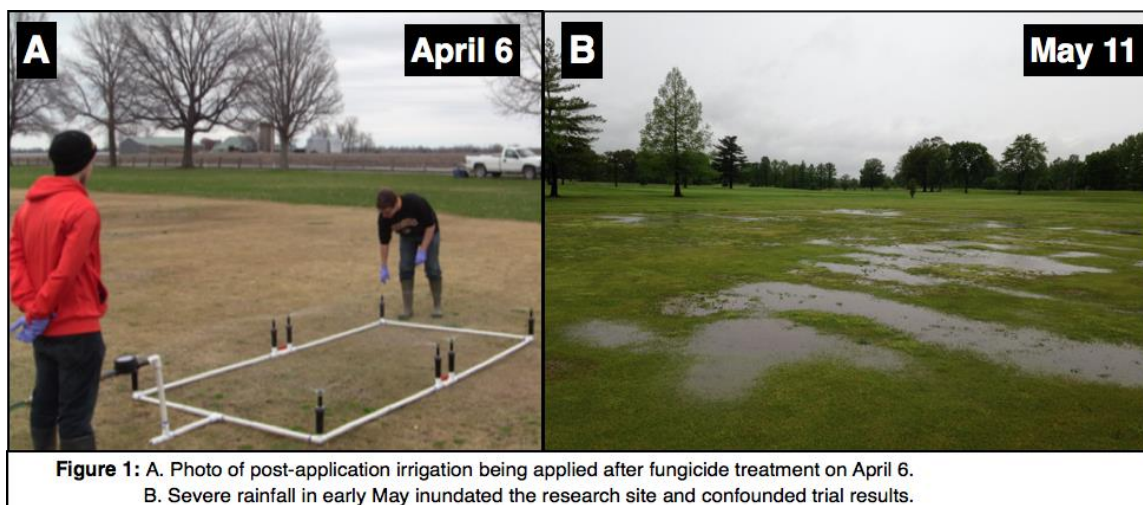 A
April 6
B
May 11
Figure 1: A. Photo of post-application irrigation being applied after fungicide treatment on April 6.
B. Severe rainfall in early May inundated the research site and confounded trial results.